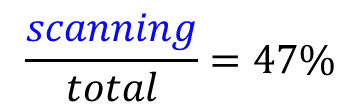 scanning
total
= 47%